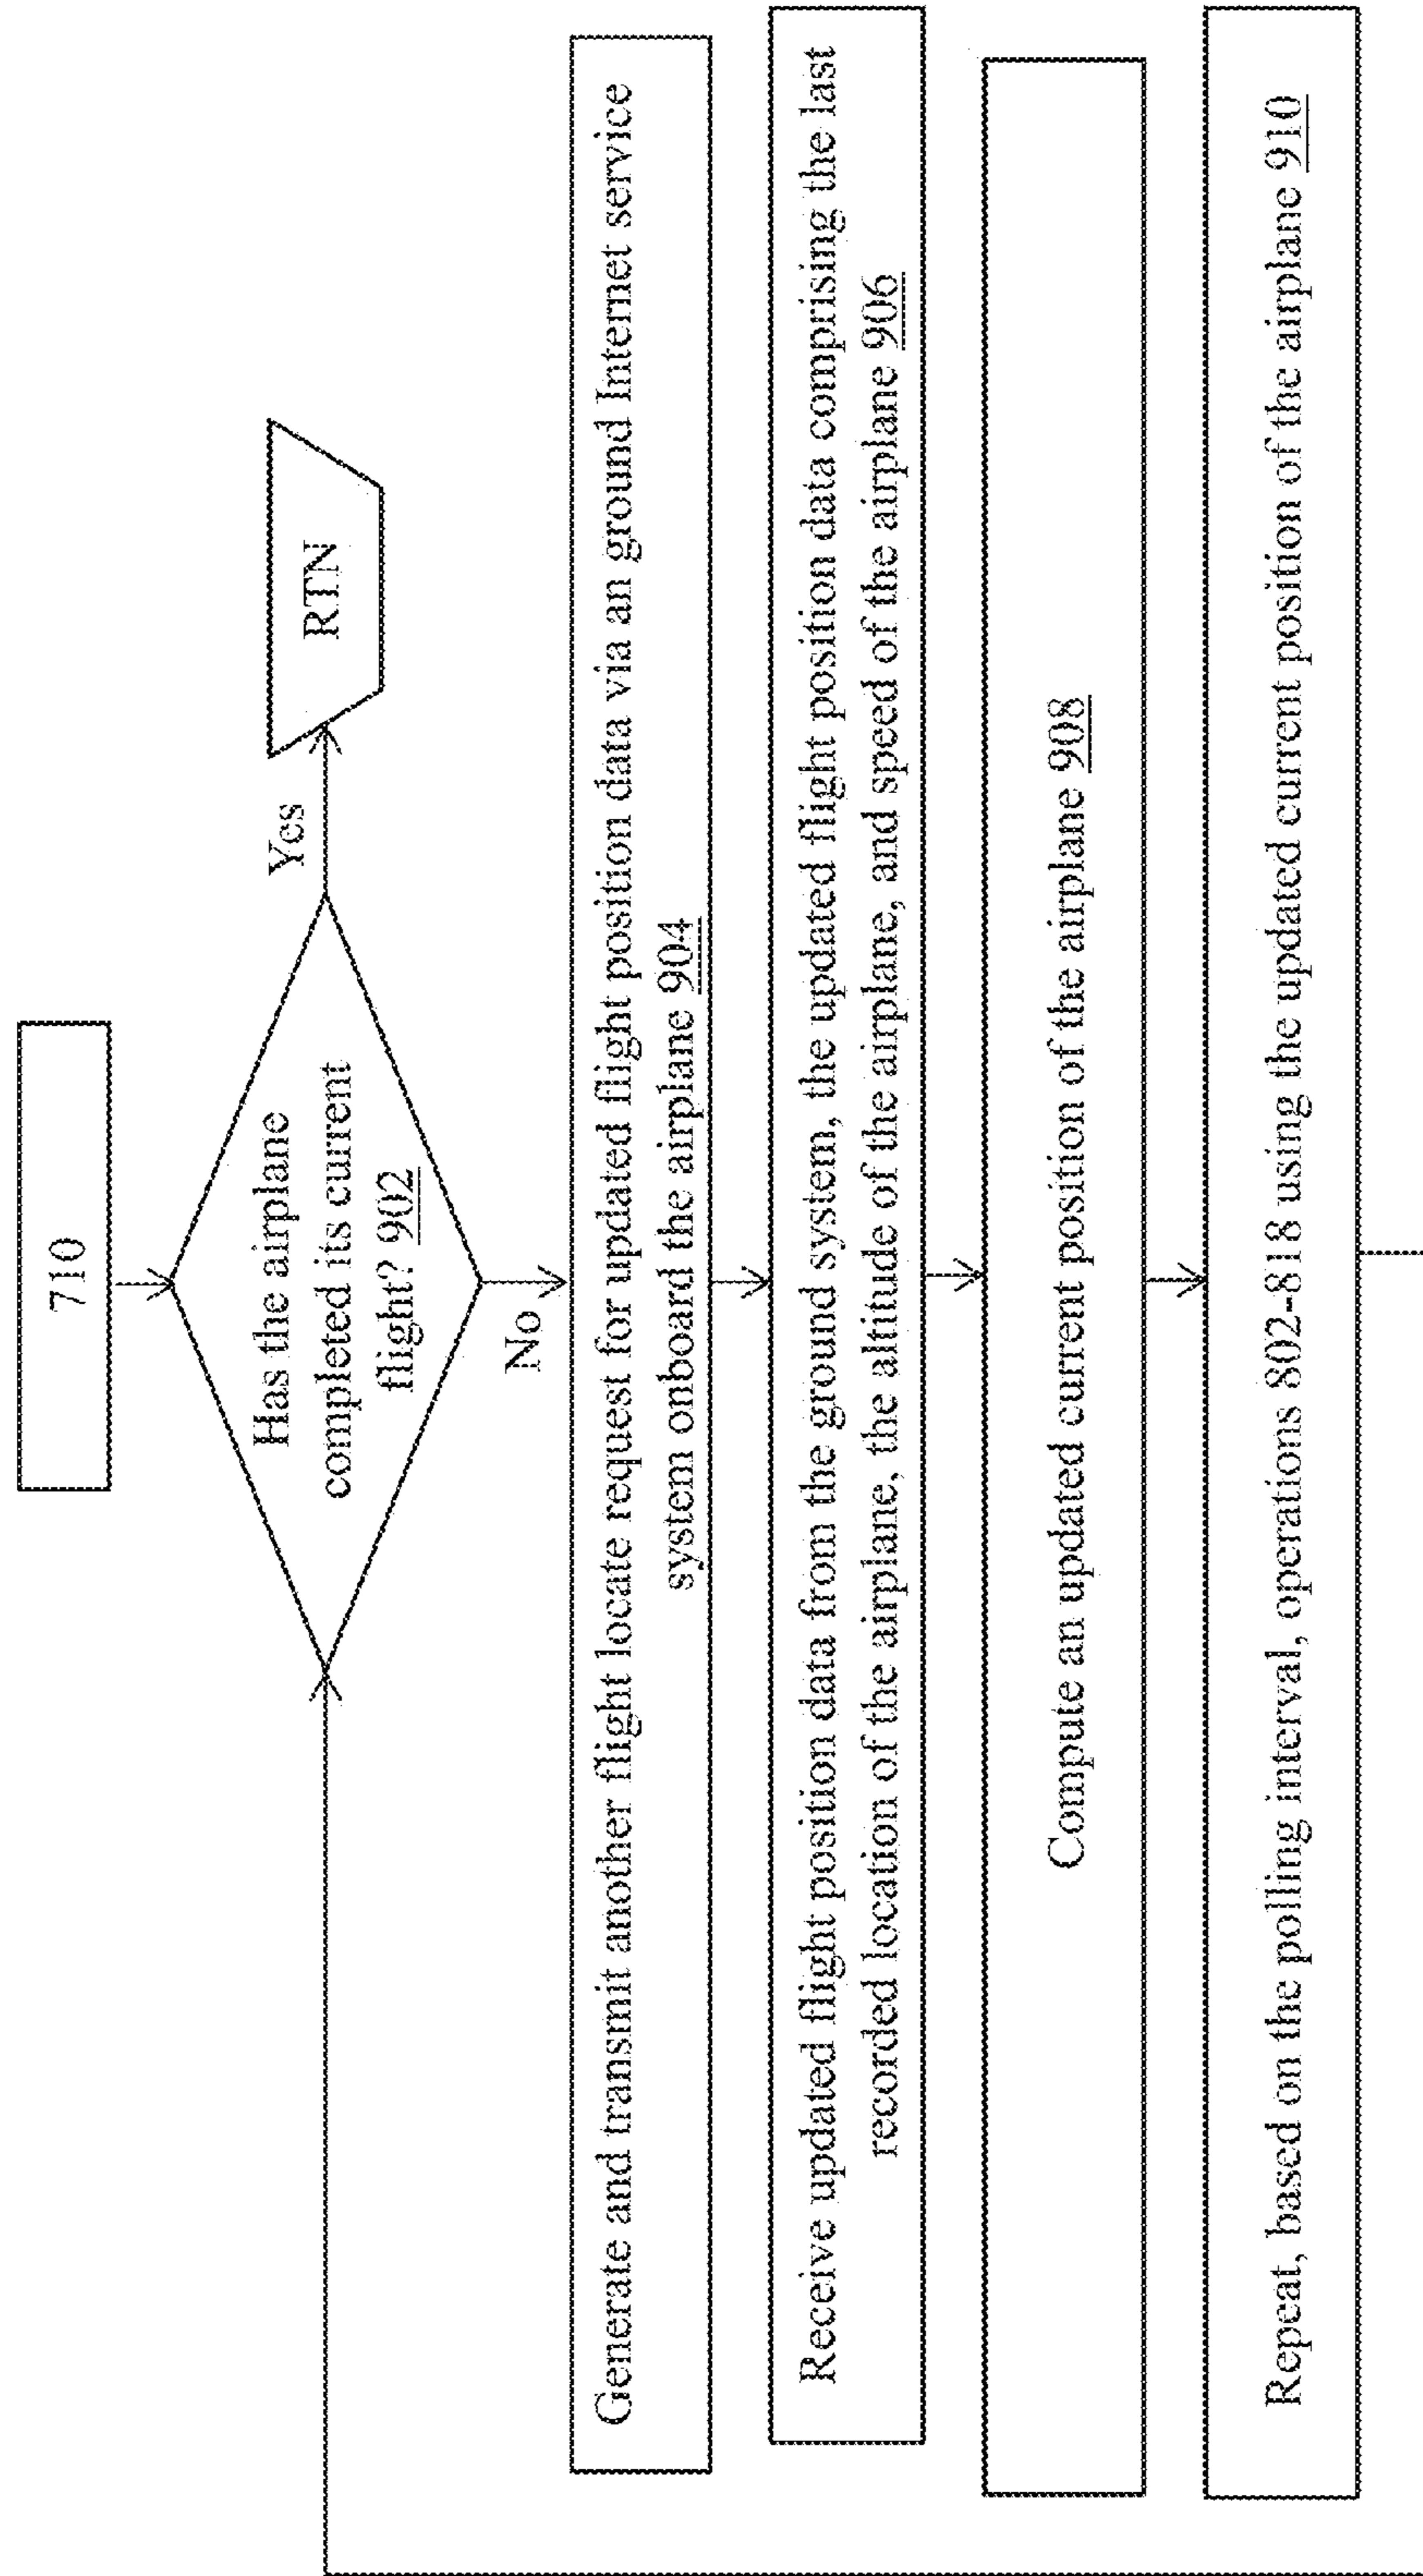 710
Has the airplane
completed its current
flight? 902
Yes
RTN
No
Generate and transmit another flight locate request for updated flight position data via an ground Internet service
system onboard the airplane 904
Receive updated flight position data from the ground system, the updated flight position data comprising the last
recorded location of the airplane, the altitude of the airplane, and speed of the airplane 906
Compute an updated current position of the airplane 908
Repeat, based on the polling interval, operations 802-818 using the updated current position of the airplane 910